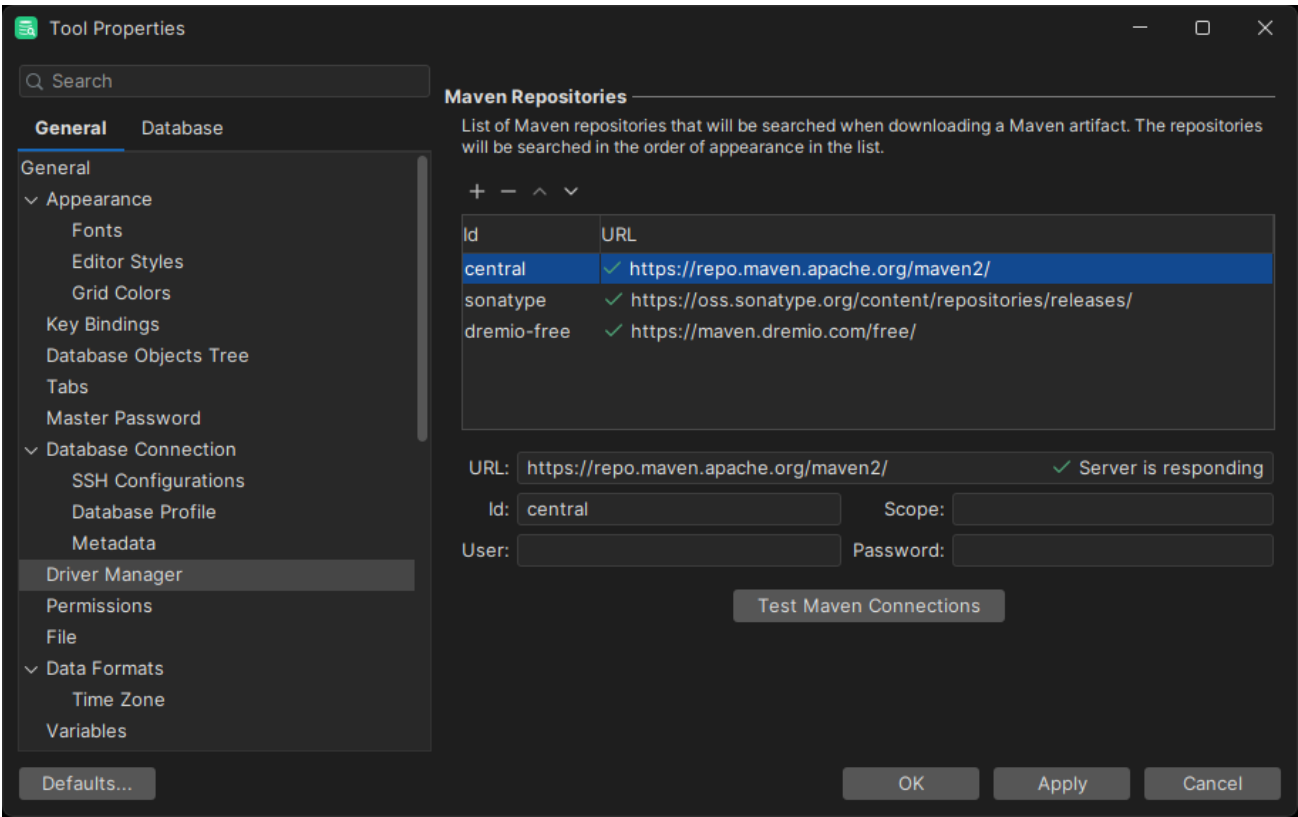 Tool Properties
Search
General Database
General
Appearance
Fonts
Editor Styles
Grid Colors
Key Bindings
Database Objects Tree
Tabs
Master Password
Database Connection
SSH Configurations
Database Profile
Metadata
Driver Manager
Permissions
File
Data Formats
Time Zone
Variables
Maven Repositories
List of Maven repositories that will be searched when downloading a Maven artifact. The repositories
will be searched in the order of appearance in the list.
Id URL
central https://repo.maven.apache.org/maven2/
sonatype https://oss.sonatype.org/content/repositories/releases/
dremio-free https://maven.dremio.com/free/
URL: https://repo.maven.apache.org/maven2/ Server is responding
Id: central Scope:
User: Password:
Test Maven Connections
Defaults... OK Apply Cancel